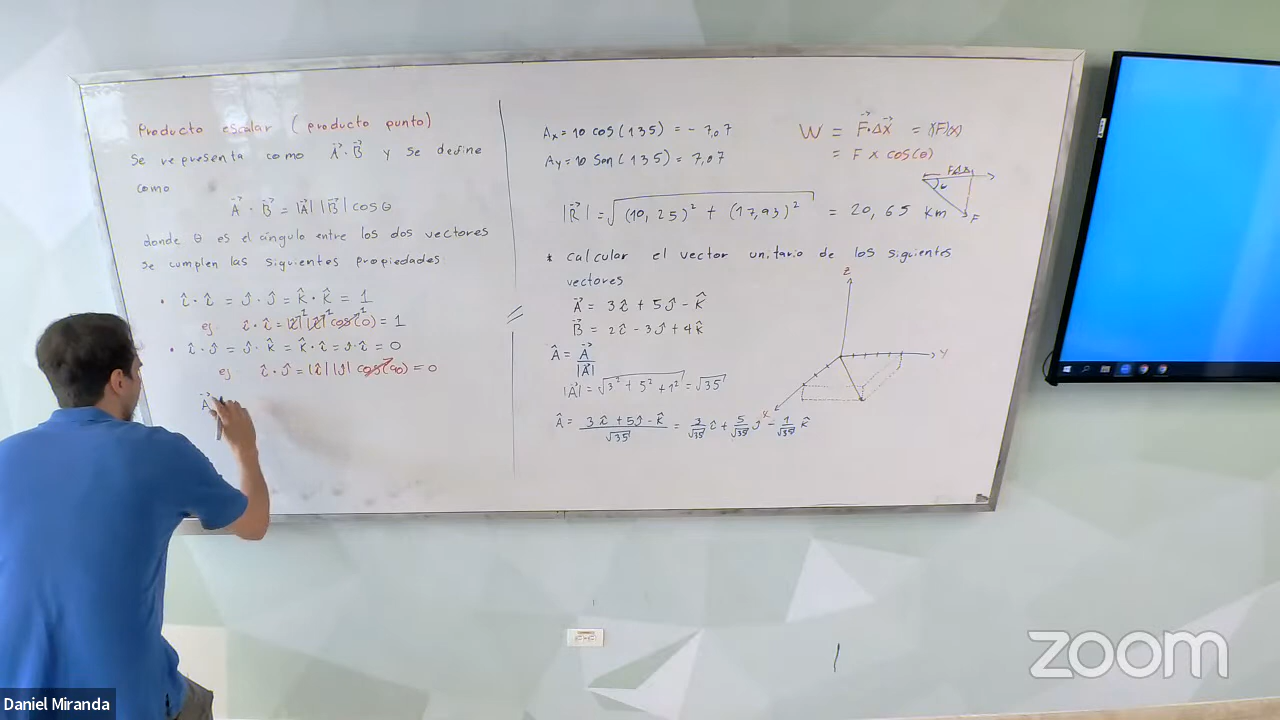 Producto escalar (producto punto)
Se representa como A⃗·B⃗ y se define
como
A⃗ · B⃗ = |A⃗| |B⃗| cos θ
donde θ es el ángulo entre los dos vectores
se cumplen las siguientes propiedades
• î·î = ĵ·ĵ = k̂·k̂ = 1
ej: î·î = |î| |î| cos(0) = 1
• î·ĵ = ĵ·k̂ = k̂·î = ĵ·î = 0
ej: î·ĵ = |î| |ĵ| cos(90) = 0
A⃗
Ax = 10 cos(135) = -7,07
Ay = 10 Sen(135) = 7,07
|R⃗| = √(10,25)² + (17,93)² = 20,65 km
* calcular el vector unitario de los siguientes
vectores
A⃗ = 3î + 5ĵ - k̂
B⃗ = 2î - 3ĵ + 4k̂
Â = A⃗/|A⃗|
|A⃗| = √3² + 5² + 1² = √35
Â = 3î + 5ĵ - k̂/√35 = 3/√35 î + 5/√35 ĵ - 1/√35 k̂
W = F⃗·Δx⃗ = (F)(x)
= F x cos(θ)
F
Z
Y
X
zoom
Daniel Miranda